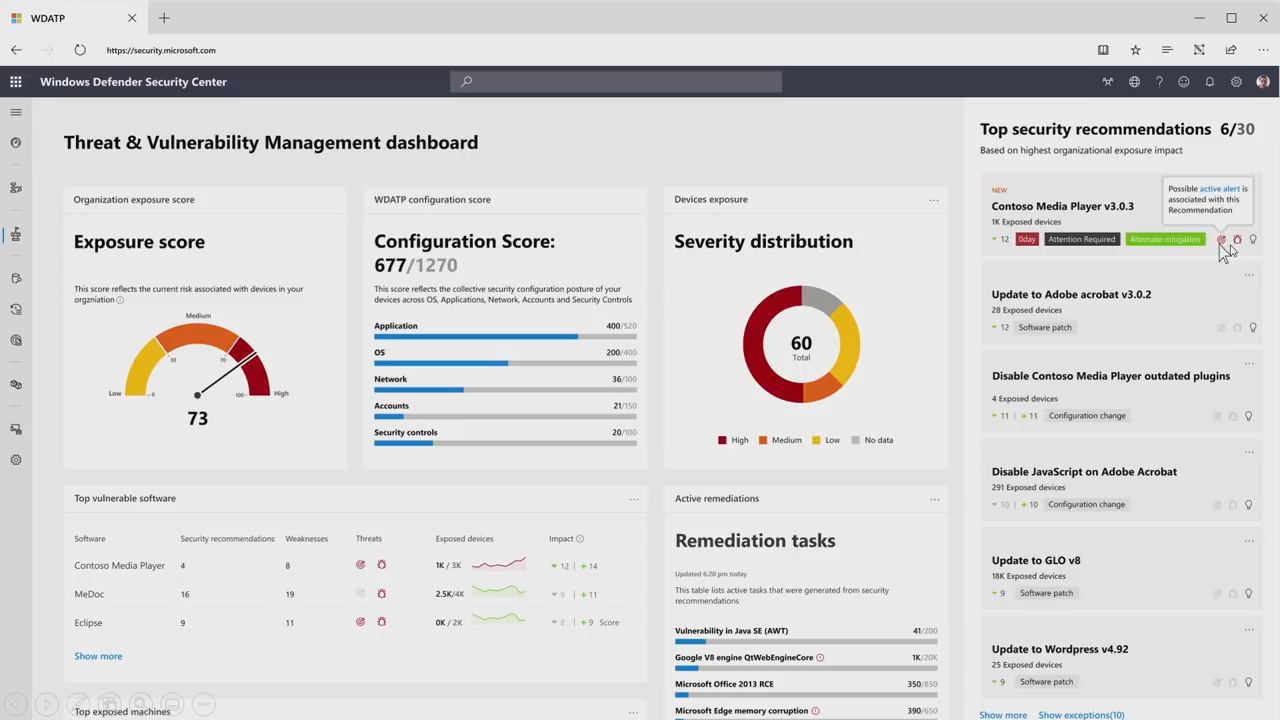 WDATP
https://security.microsoft.com
Windows Defender Security Center
Threat & Vulnerability Management dashboard
Organization exposure score
Exposure score
This score reflects the current risk associated with devices in your
orgnization
Medium
30
70
Low
0
100
High
73
WDATP configuration score
Configuration Score:
677/1270
This score reflects the collective security configuration posture of your
devices across OS, Applications, Network, Accounts and Security Controls
Application 400/520
OS 200/400
Network 36/100
Accounts 21/150
Security controls 20/100
Devices exposure
Severity distribution
60
Total
High Medium Low No data
Top vulnerable software
Software Security recommendations Weaknesses Threats Exposed devices Impact
Contoso Media Player 4 8 1K / 3K 12 | + 14
MeDoc 16 19 2.5K/4K 9 | + 11
Eclipse 9 11 0K / 2K 8 | + 9 Score
Show more
Top exposed machines
Active remediations
Remediation tasks
Updated 6:20 pm today
This table lists active tasks that were generated from security
recommendations
Vulnerability in Java SE (AWT) 41/200
Google V8 engine QtWebEngineCore 1K/20K
Microsoft Office 2013 RCE 350/850
Microsoft Edge memory corruption 390/650
Top security recommendations 6/30
Based on highest organizational exposure impact
NEW
Possible active alert is
associated with this
Recommendation
Contoso Media Player v3.0.3
1K Exposed devices
12 0day Attention Required Alternate mitigation
Update to Adobe acrobat v3.0.2
28 Exposed devices
12 Software patch
Disable Contoso Media Player outdated plugins
4 Exposed devices
11 | + 11 Configuration change
Disable JavaScript on Adobe Acrobat
291 Exposed devices
10 | + 10 Configuration change
Update to GLO v8
18K Exposed devices
9 Software patch
Update to Wordpress v4.92
25 Exposed devices
9 Software patch
Show more Show exceptions(10)